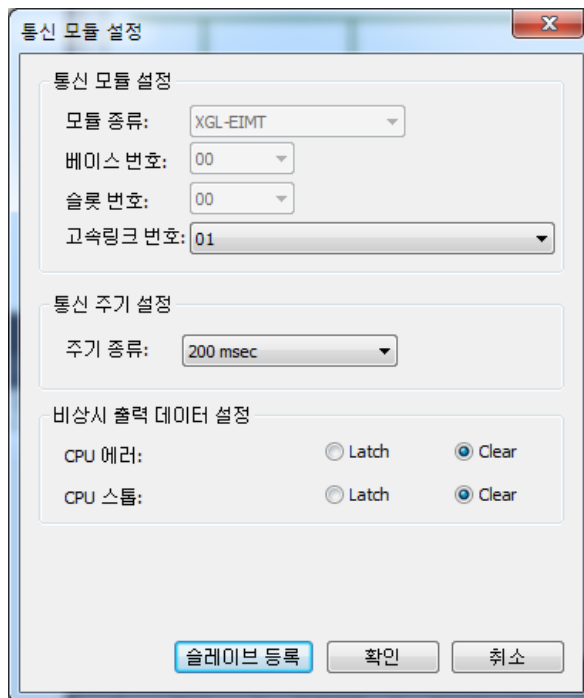 통신 모듈 설정
통신 모듈 설정
모듈 종류: XGL-EIMT
베이스 번호: 00
슬롯 번호: 00
고속링크 번호: 01
통신 주기 설정
주기 종류: 200 msec
비상시 출력 데이터 설정
CPU 에러: Latch Clear
CPU 스톱: Latch Clear
슬레이브 등록 확인 취소